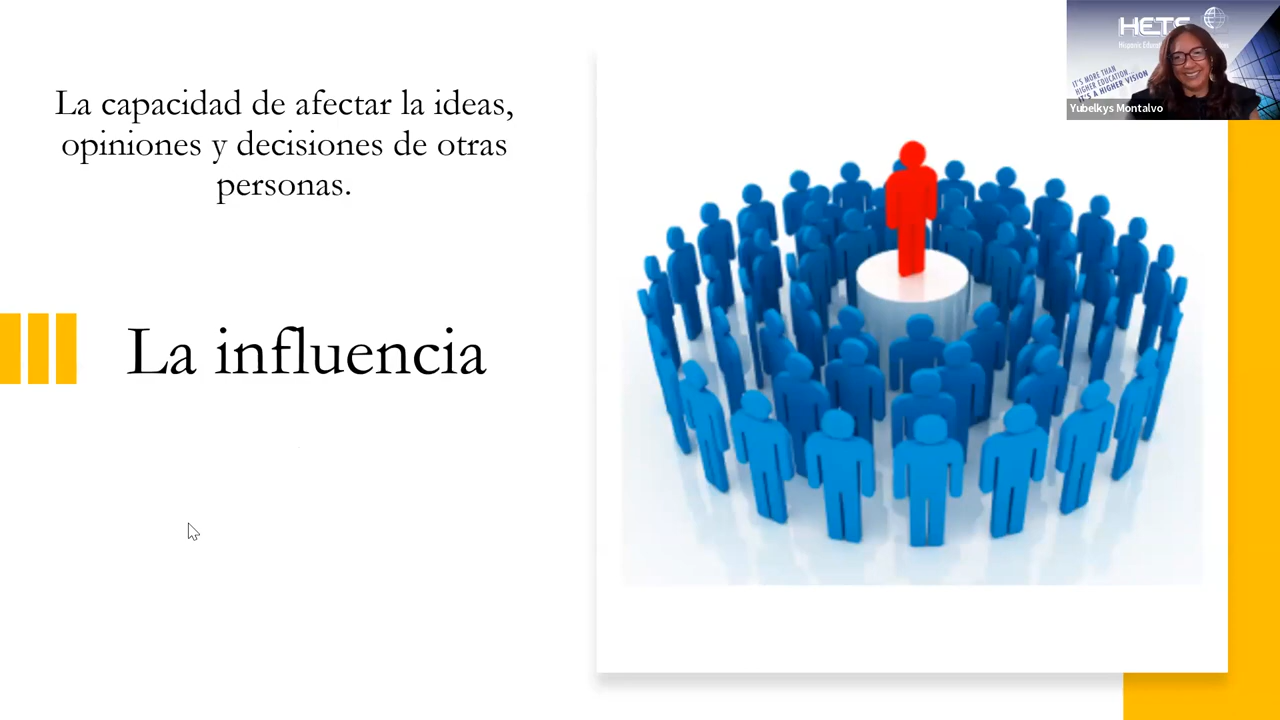 La capacidad de afectar la ideas,
opiniones y decisiones de otras
personas.
La influencia
HETS
IT'S MORE THAN
HIGHER EDUCATION...
IT'S A HIGHER VISION
Yubelkys Montalvo